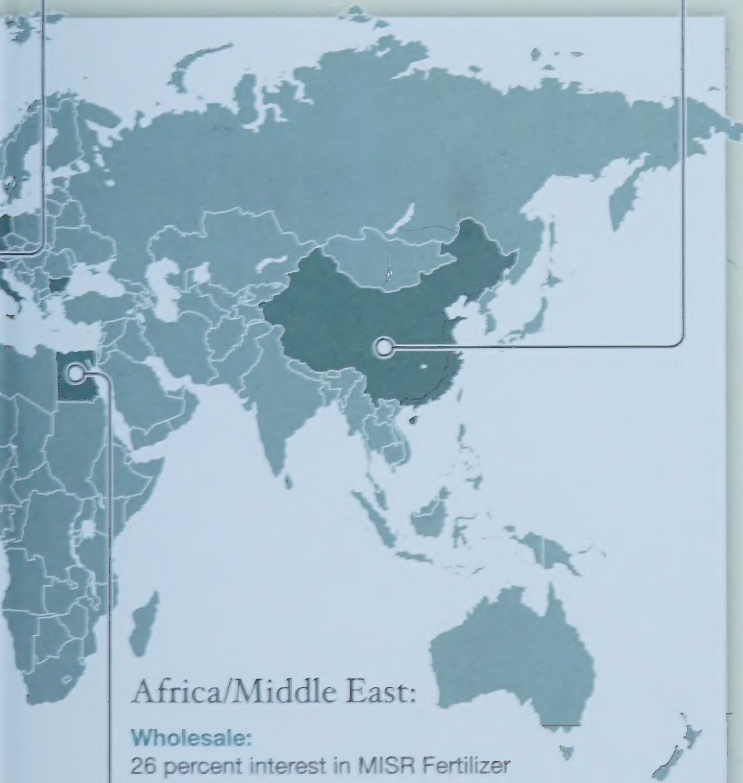 Africa/Middle East:
Wholesale:
26 percent interest in MISR Fertilizer